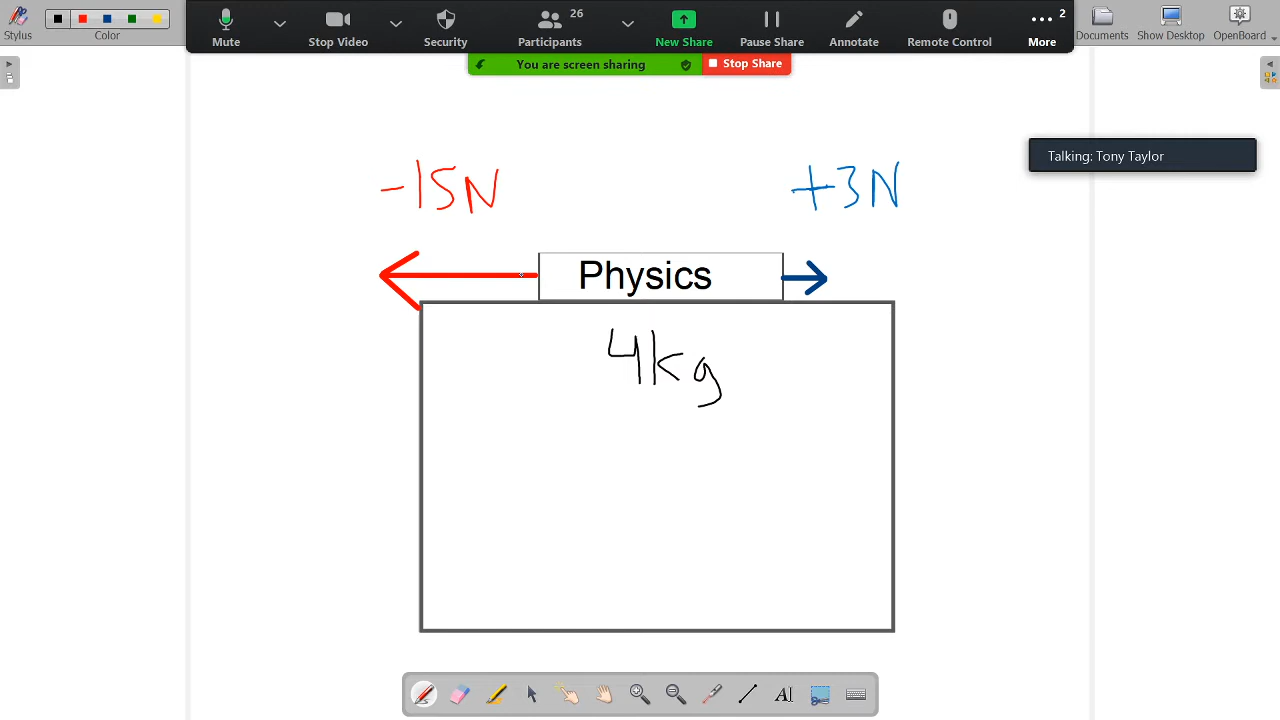 Stylus
Color
Mute
Stop Video
Security
26
Participants
New Share
Pause Share
Annotate
Remote Control
2
More
Documents
Show Desktop
OpenBoard
You are screen sharing
Stop Share
Talking: Tony Taylor
-15N
+3N
Physics
4kg